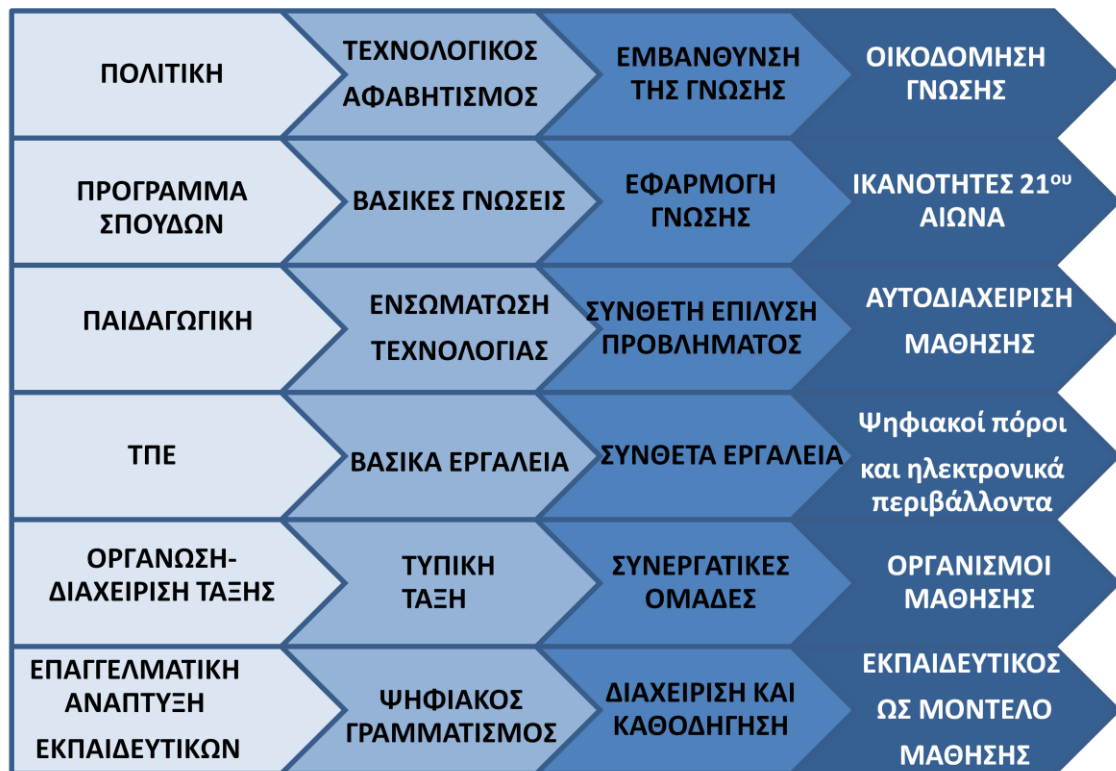 ΠΟΛΙΤΙΚΗ
ΤΕΧΝΟΛΟΓΙΚΟΣ
ΑΦΑΒΗΤΙΣΜΟΣ
ΕΜΒΑΝΘΥΝΣΗ
ΤΗΣ ΓΝΩΣΗΣ
ΟΙΚΟΔΟΜΗΣΗ
ΓΝΩΣΗΣ
ΠΡΟΓΡΑΜΜΑ
ΣΠΟΥΔΩΝ
ΒΑΣΙΚΕΣ ΓΝΩΣΕΙΣ
ΕΦΑΡΜΟΓΗ
ΓΝΩΣΗΣ
ΙΚΑΝΟΤΗΤΕΣ 21ου
ΑΙΩΝΑ
ΠΑΙΔΑΓΩΓΙΚΗ
ΕΝΣΩΜΑΤΩΣΗ
ΤΕΧΝΟΛΟΓΙΑΣ
ΣΥΝΘΕΤΗ ΕΠΙΛΥΣΗ
ΠΡΟΒΛΗΜΑΤΟΣ
ΑΥΤΟΔΙΑΧΕΙΡΙΣΗ
ΜΑΘΗΣΗΣ
ΤΠΕ
ΒΑΣΙΚΑ ΕΡΓΑΛΕΙΑ
ΣΥΝΘΕΤΑ ΕΡΓΑΛΕΙΑ
Ψηφιακοί πόροι
και ηλεκτρονικά
περιβάλλοντα
ΟΡΓΑΝΩΣΗ-
ΔΙΑΧΕΙΡΙΣΗ ΤΑΞΗΣ
ΤΥΠΙΚΗ
ΤΑΞΗ
ΣΥΝΕΡΓΑΤΙΚΕΣ
ΟΜΑΔΕΣ
ΟΡΓΑΝΙΣΜΟΙ
ΜΑΘΗΣΗΣ
ΕΠΑΓΓΕΛΜΑΤΙΚΗ
ΑΝΑΠΤΥΞΗ
ΕΚΠΑΙΔΕΥΤΙΚΩΝ
ΨΗΦΙΑΚΟΣ
ΓΡΑΜΜΑΤΙΣΜΟΣ
ΔΙΑΧΕΙΡΙΣΗ ΚΑΙ
ΚΑΘΟΔΗΓΗΣΗ
ΕΚΠΑΙΔΕΥΤΙΚΟΣ
ΩΣ ΜΟΝΤΕΛΟ
ΜΑΘΗΣΗΣ